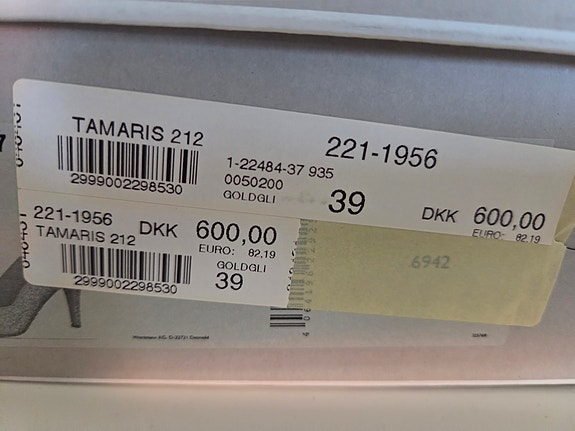 TAMARIS 212
221-1956
2999002298530
1-22484-37 935
0050200
GOLDGLI
39
DKK 600,00
EURO: 82,19
221-1956
DKK 600,00
TAMARIS 212
EURO: 82,19
GOLDGLI
2999002298530
39
6942